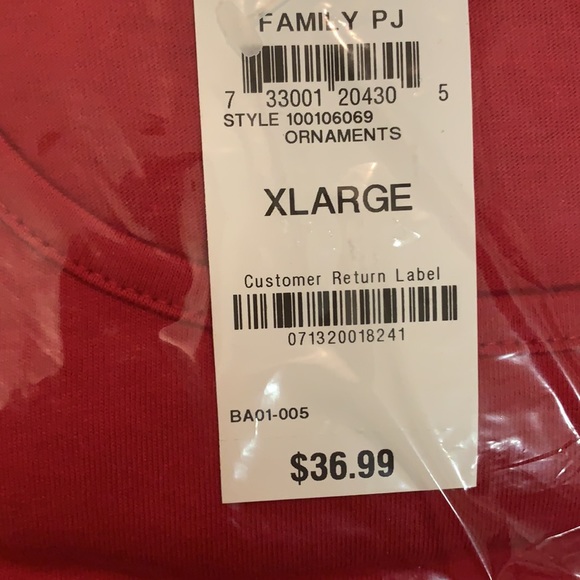 FAMILY PJ
7 33001 20430 5
STYLE 100106069
ORNAMENTS
XLARGE
Customer Return Label
071320018241
BA01-005
$36.99